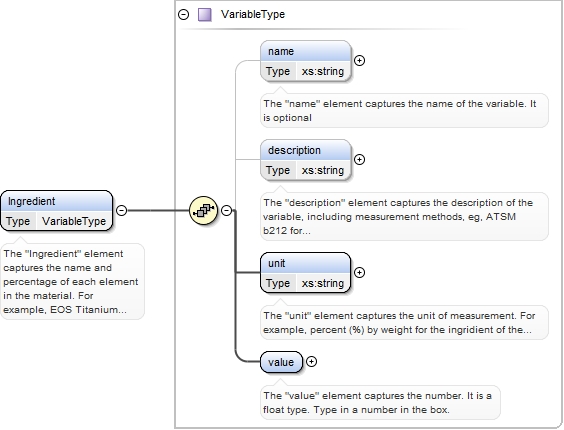 VariableType
name
Type xs:string
The "name" element captures the name of the variable. It
is optional
description
Type xs:string
The "description" element captures the description of the
variable, including measurement methods, eg, ATSM
b212 for...
Ingredient
Type VariableType
The "Ingredient" element
captures the name and
percentage of each element
in the material. For
example, EOS Titanium...
unit
Type xs:string
The "unit" element captures the unit of measurement. For
example, percent (%) by weight for the ingridient of the...
value
The "value" element captures the number. It is a
float type. Type in a number in the box.